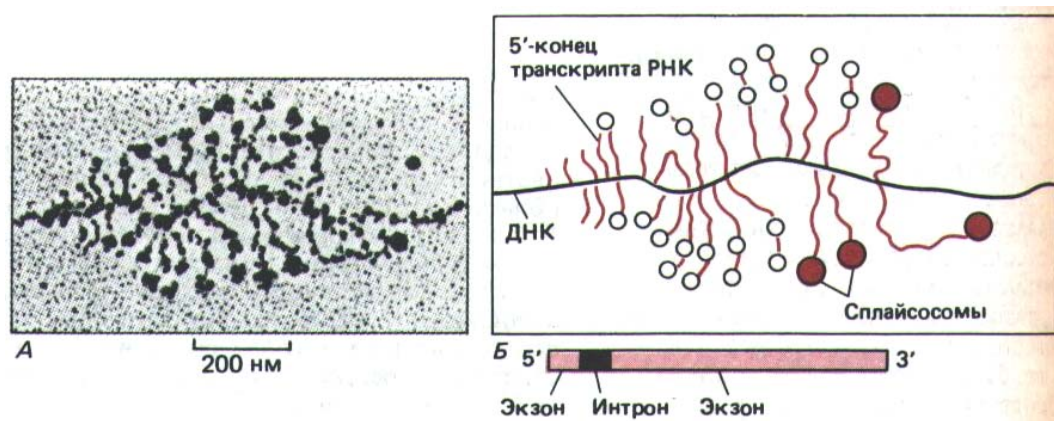 5′-конец
транскрипта РНК
ДНК
Сплайсосомы
А
200 нм
Б
5′
3′
Экзон
Интрон
Экзон